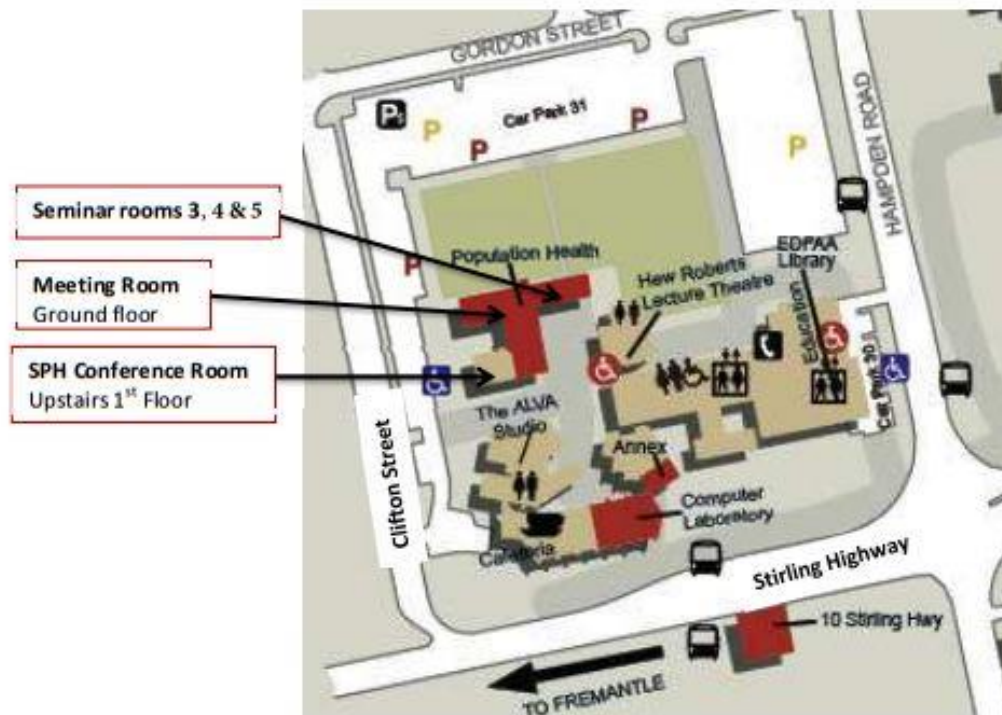 GORDON STREET
P
Car Park 31
P
P
P
P
HAMPDEN ROAD
Seminar rooms 3, 4 & 5
Population Health
EDPAA
Library
P
Hew Roberts
Lecture Theatre
Meeting Room
Ground floor
Education
Car Park 30
SPH Conference Room
Upstairs 1st Floor
The ALVA
Studio
Annex
Clifton Street
Computer
Laboratory
Cafeteria
Stirling Highway
10 Stirling Hwy
TO FREMANTLE